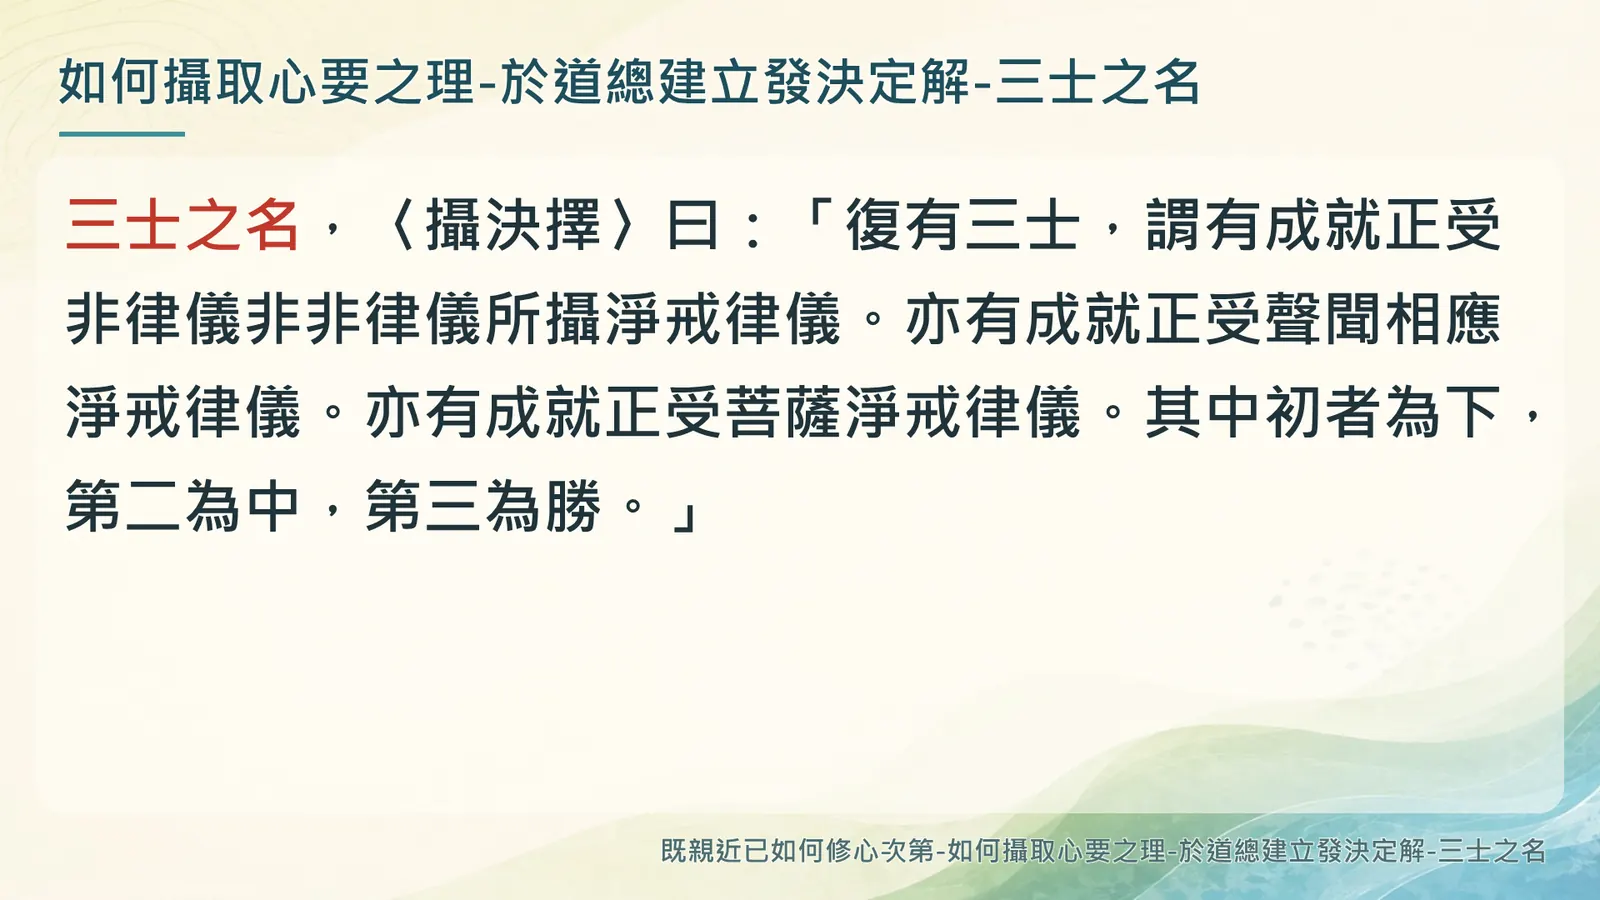 如何攝取心要之理-於道總建立發決定解-三士之名
三士之名，〈攝決擇〉曰：「復有三士，謂有成就正受
非律儀非非律儀所攝淨戒律儀。亦有成就正受聲聞相應
淨戒律儀。亦有成就正受菩薩淨戒律儀。其中初者為下，
第二為中，第三為勝。」
既親近已如何修心次第-如何攝取心要之理-於道總建立發決定解-三士之名